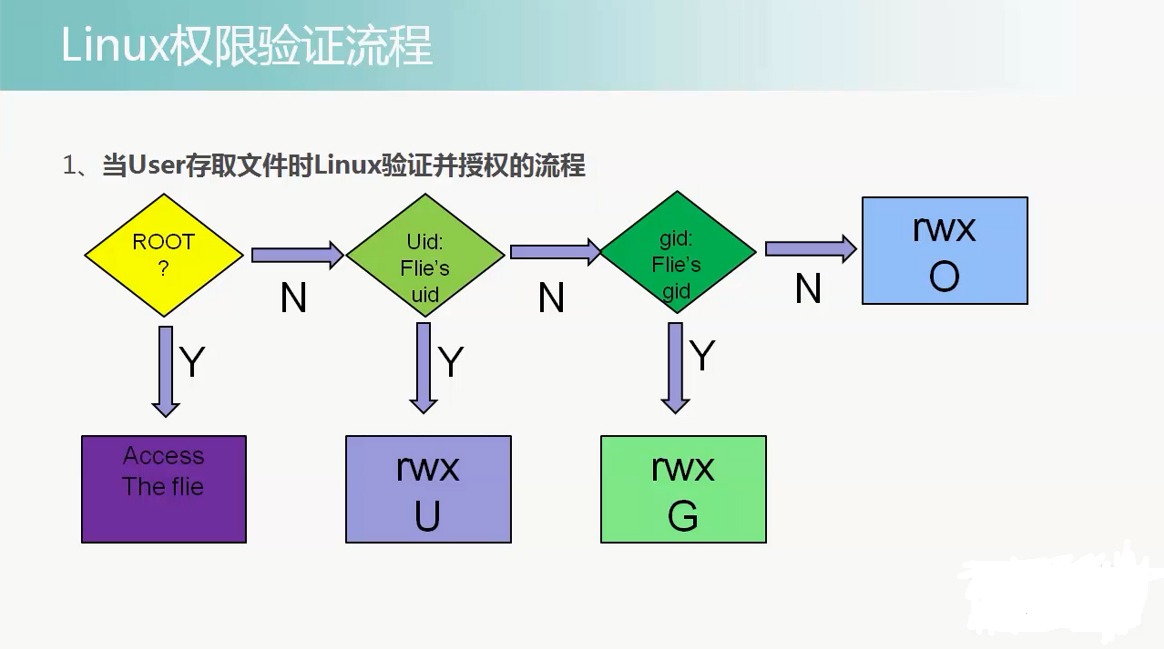 Linux权限验证流程
1、当User存取文件时Linux验证并授权的流程
ROOT
?
N
Uid:
Flie's
uid
N
gid:
Flie's
gid
N
rwx
O
Y
Y
Y
Access
The flie
rwx
U
rwx
G